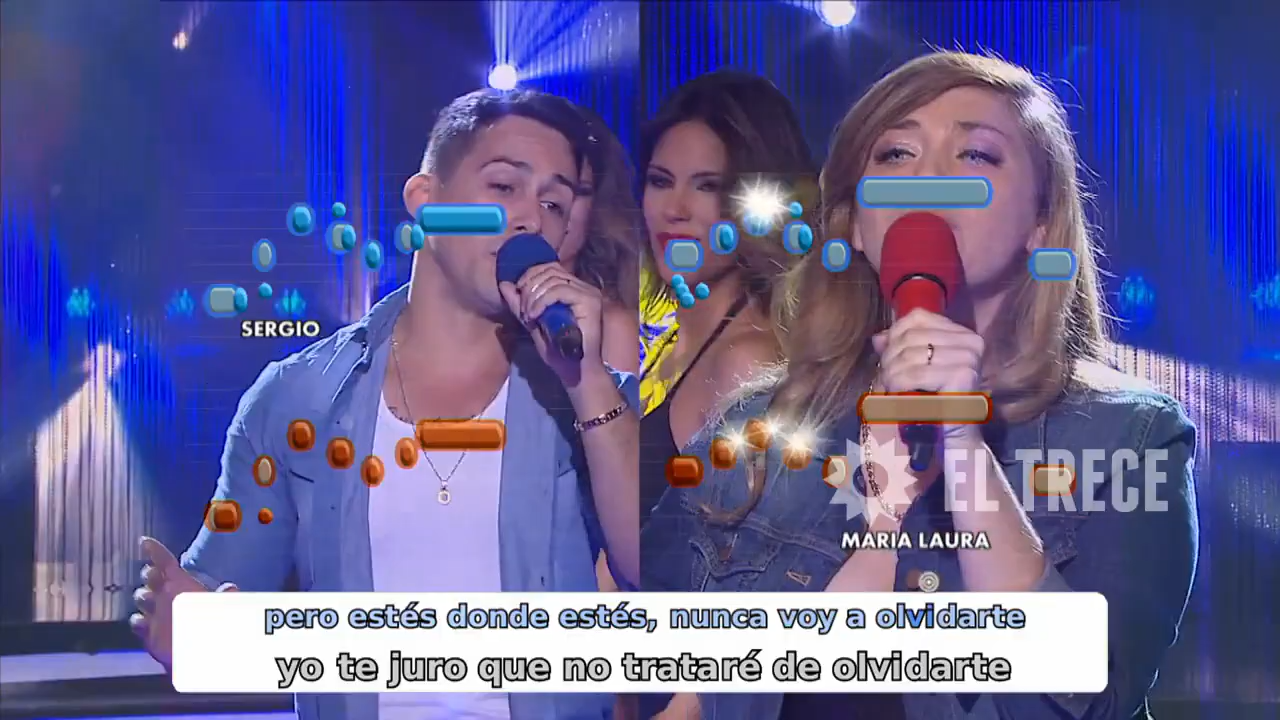 SERGIO
EL TRECE
MARIA LAURA
pero estés donde estés, nunca voy a olvidarte
yo te juro que no trataré de olvidarte